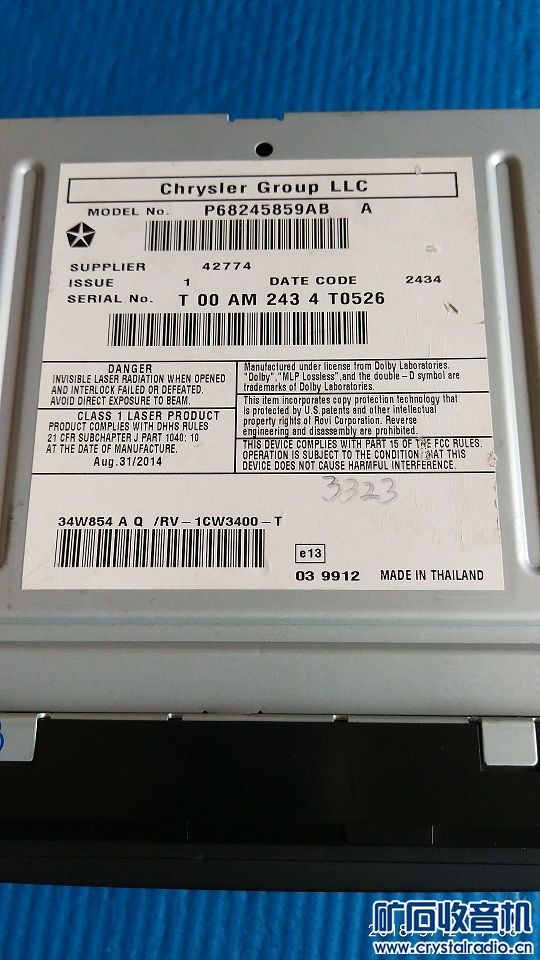 Chrysler Group LLC
MODEL No. P68245859AB A
SUPPLIER 42774
ISSUE 1 DATE CODE 2434
SERIAL No. T 00 AM 243 4 T0526
DANGER
INVISIBLE LASER RADIATION WHEN OPENED
AND INTERLOCK FAILED OR DEFEATED.
AVOID DIRECT EXPOSURE TO BEAM.
CLASS 1 LASER PRODUCT
PRODUCT COMPLIES WITH DHHS RULES
21 CFR SUBCHAPTER J PART 1040: 10
AT THE DATE OF MANUFACTURE.
Aug.31/2014
Manufactured under license from Dolby Laboratories.
"Dolby","MLP Lossless",and the double-D symbol are
trademarks of Dolby Laboratories.
This item incorporates copy protection technology that
is protected by U.S.patents and other intellectual
property rights of Rovi Corporation. Reverse
engineering and disassembly are prohibited.
THIS DEVICE COMPLIES WITH PART 15 OF THE FCC RULES.
OPERATION IS SUBJECT TO THE CONDITION THAT THIS
DEVICE DOES NOT CAUSE HARMFUL INTERFERENCE.
3323
34W854 A Q /RV-1CW3400-T
e13
03 9912 MADE IN THAILAND
矿石收音机
www.crystalradio.cn